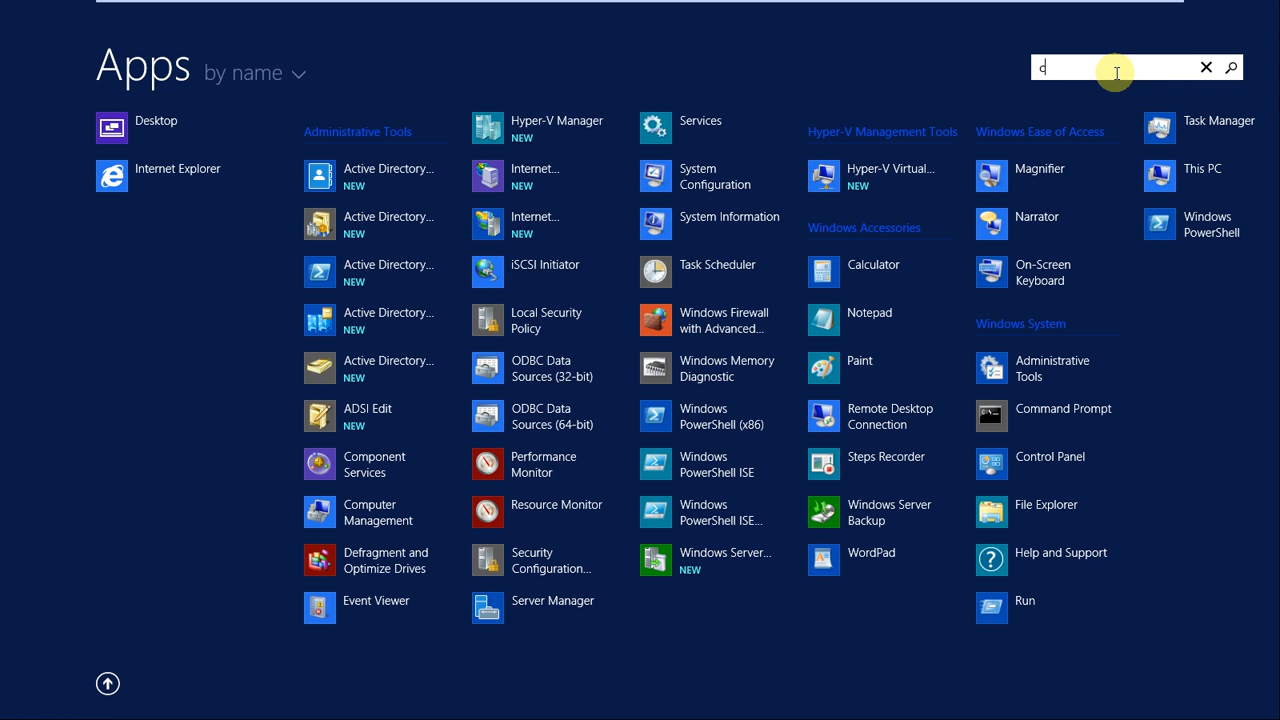 Apps by name
c
Desktop
Internet Explorer
Administrative Tools
Active Directory...
NEW
Active Directory...
NEW
Active Directory...
NEW
Active Directory...
NEW
Active Directory...
NEW
ADSI Edit
NEW
Component
Services
Computer
Management
Defragment and
Optimize Drives
Event Viewer
Hyper-V Manager
NEW
Internet...
NEW
Internet...
NEW
iSCSI Initiator
Local Security
Policy
ODBC Data
Sources (32-bit)
ODBC Data
Sources (64-bit)
Performance
Monitor
Resource Monitor
Security
Configuration...
Server Manager
Services
System
Configuration
System Information
Task Scheduler
Windows Firewall
with Advanced...
Windows Memory
Diagnostic
Windows
PowerShell (x86)
Windows
PowerShell ISE
Windows
PowerShell ISE...
Windows Server...
NEW
Hyper-V Management Tools
Hyper-V Virtual...
NEW
Windows Accessories
Calculator
Notepad
Paint
Remote Desktop
Connection
Steps Recorder
Windows Server
Backup
WordPad
Windows Ease of Access
Magnifier
Narrator
On-Screen
Keyboard
Windows System
Administrative
Tools
Command Prompt
Control Panel
File Explorer
Help and Support
Run
Task Manager
This PC
Windows
PowerShell